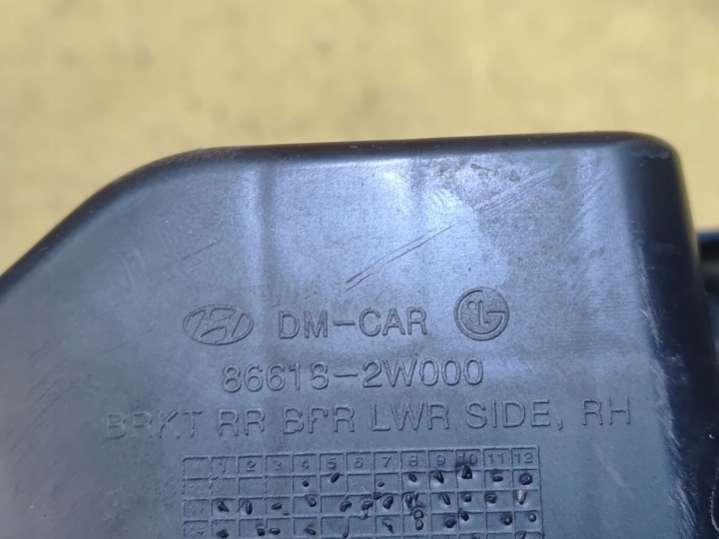 DM-CAR
86618-2W000
BRKT RR BPR LWR SIDE, RH
1 2 3 4 5 6 7 8 9 10 11 12